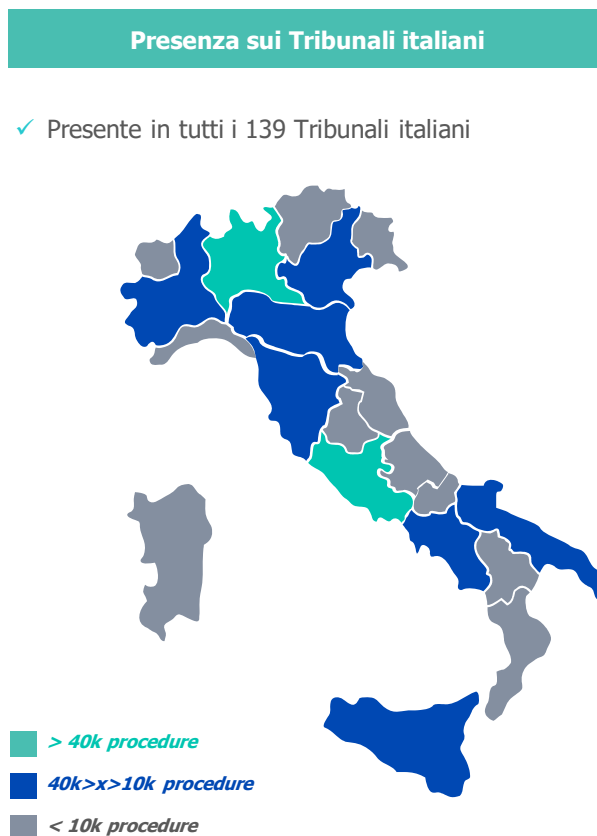 Presenza sui Tribunali italiani
✓ Presente in tutti i 139 Tribunali italiani
> 40k procedure
40k>x>10k procedure
< 10k procedure